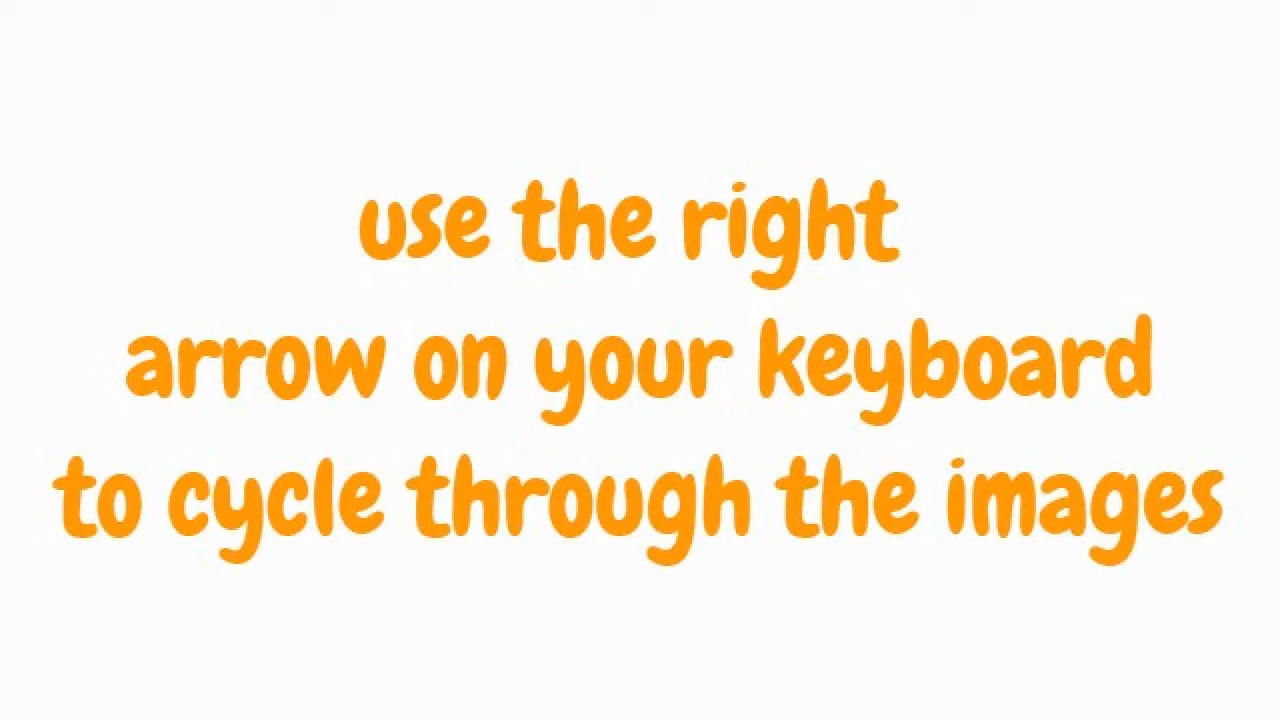 use the right
arrow on your keyboard
to cycle through the images